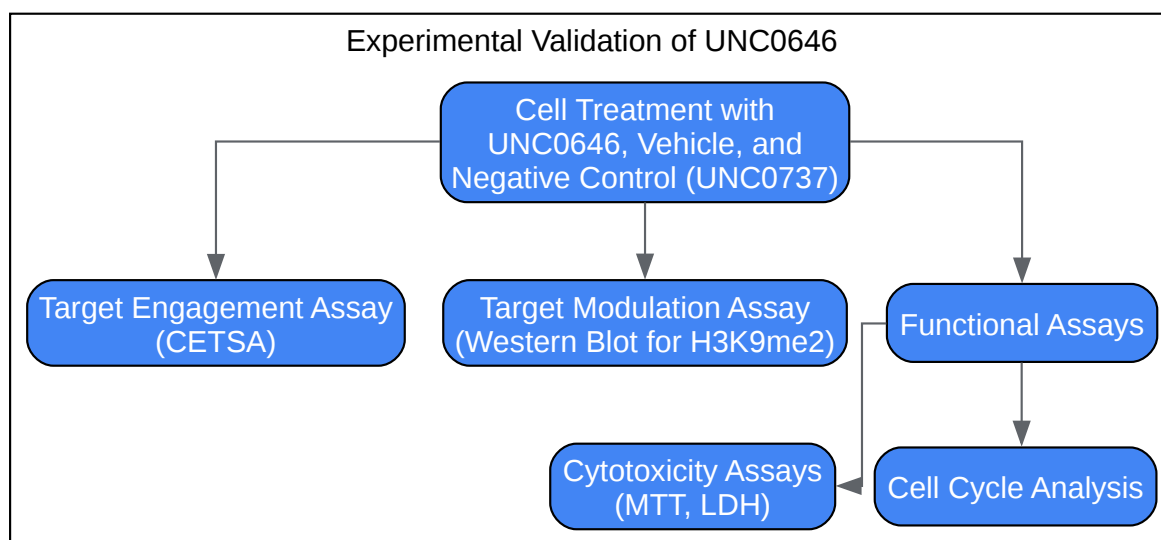 Experimental Validation of UNC0646
Cell Treatment with
UNC0646, Vehicle, and
Negative Control (UNC0737)
Target Engagement Assay
(CETSA)
Target Modulation Assay
(Western Blot for H3K9me2)
Functional Assays
Cytotoxicity Assays
(MTT, LDH)
Cell Cycle Analysis